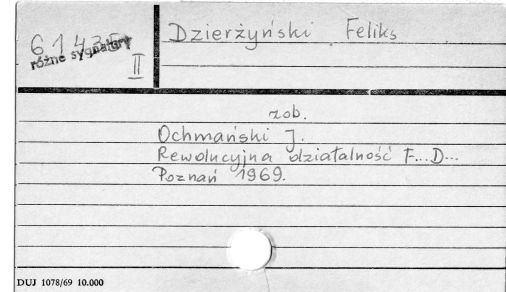 61435
różne sygnatury
II
Dzierżyński Feliks
zob.
Ochmański J.
Rewolucyjna działalność F... D...
Poznań 1969.
DUJ 1078/69 10.000